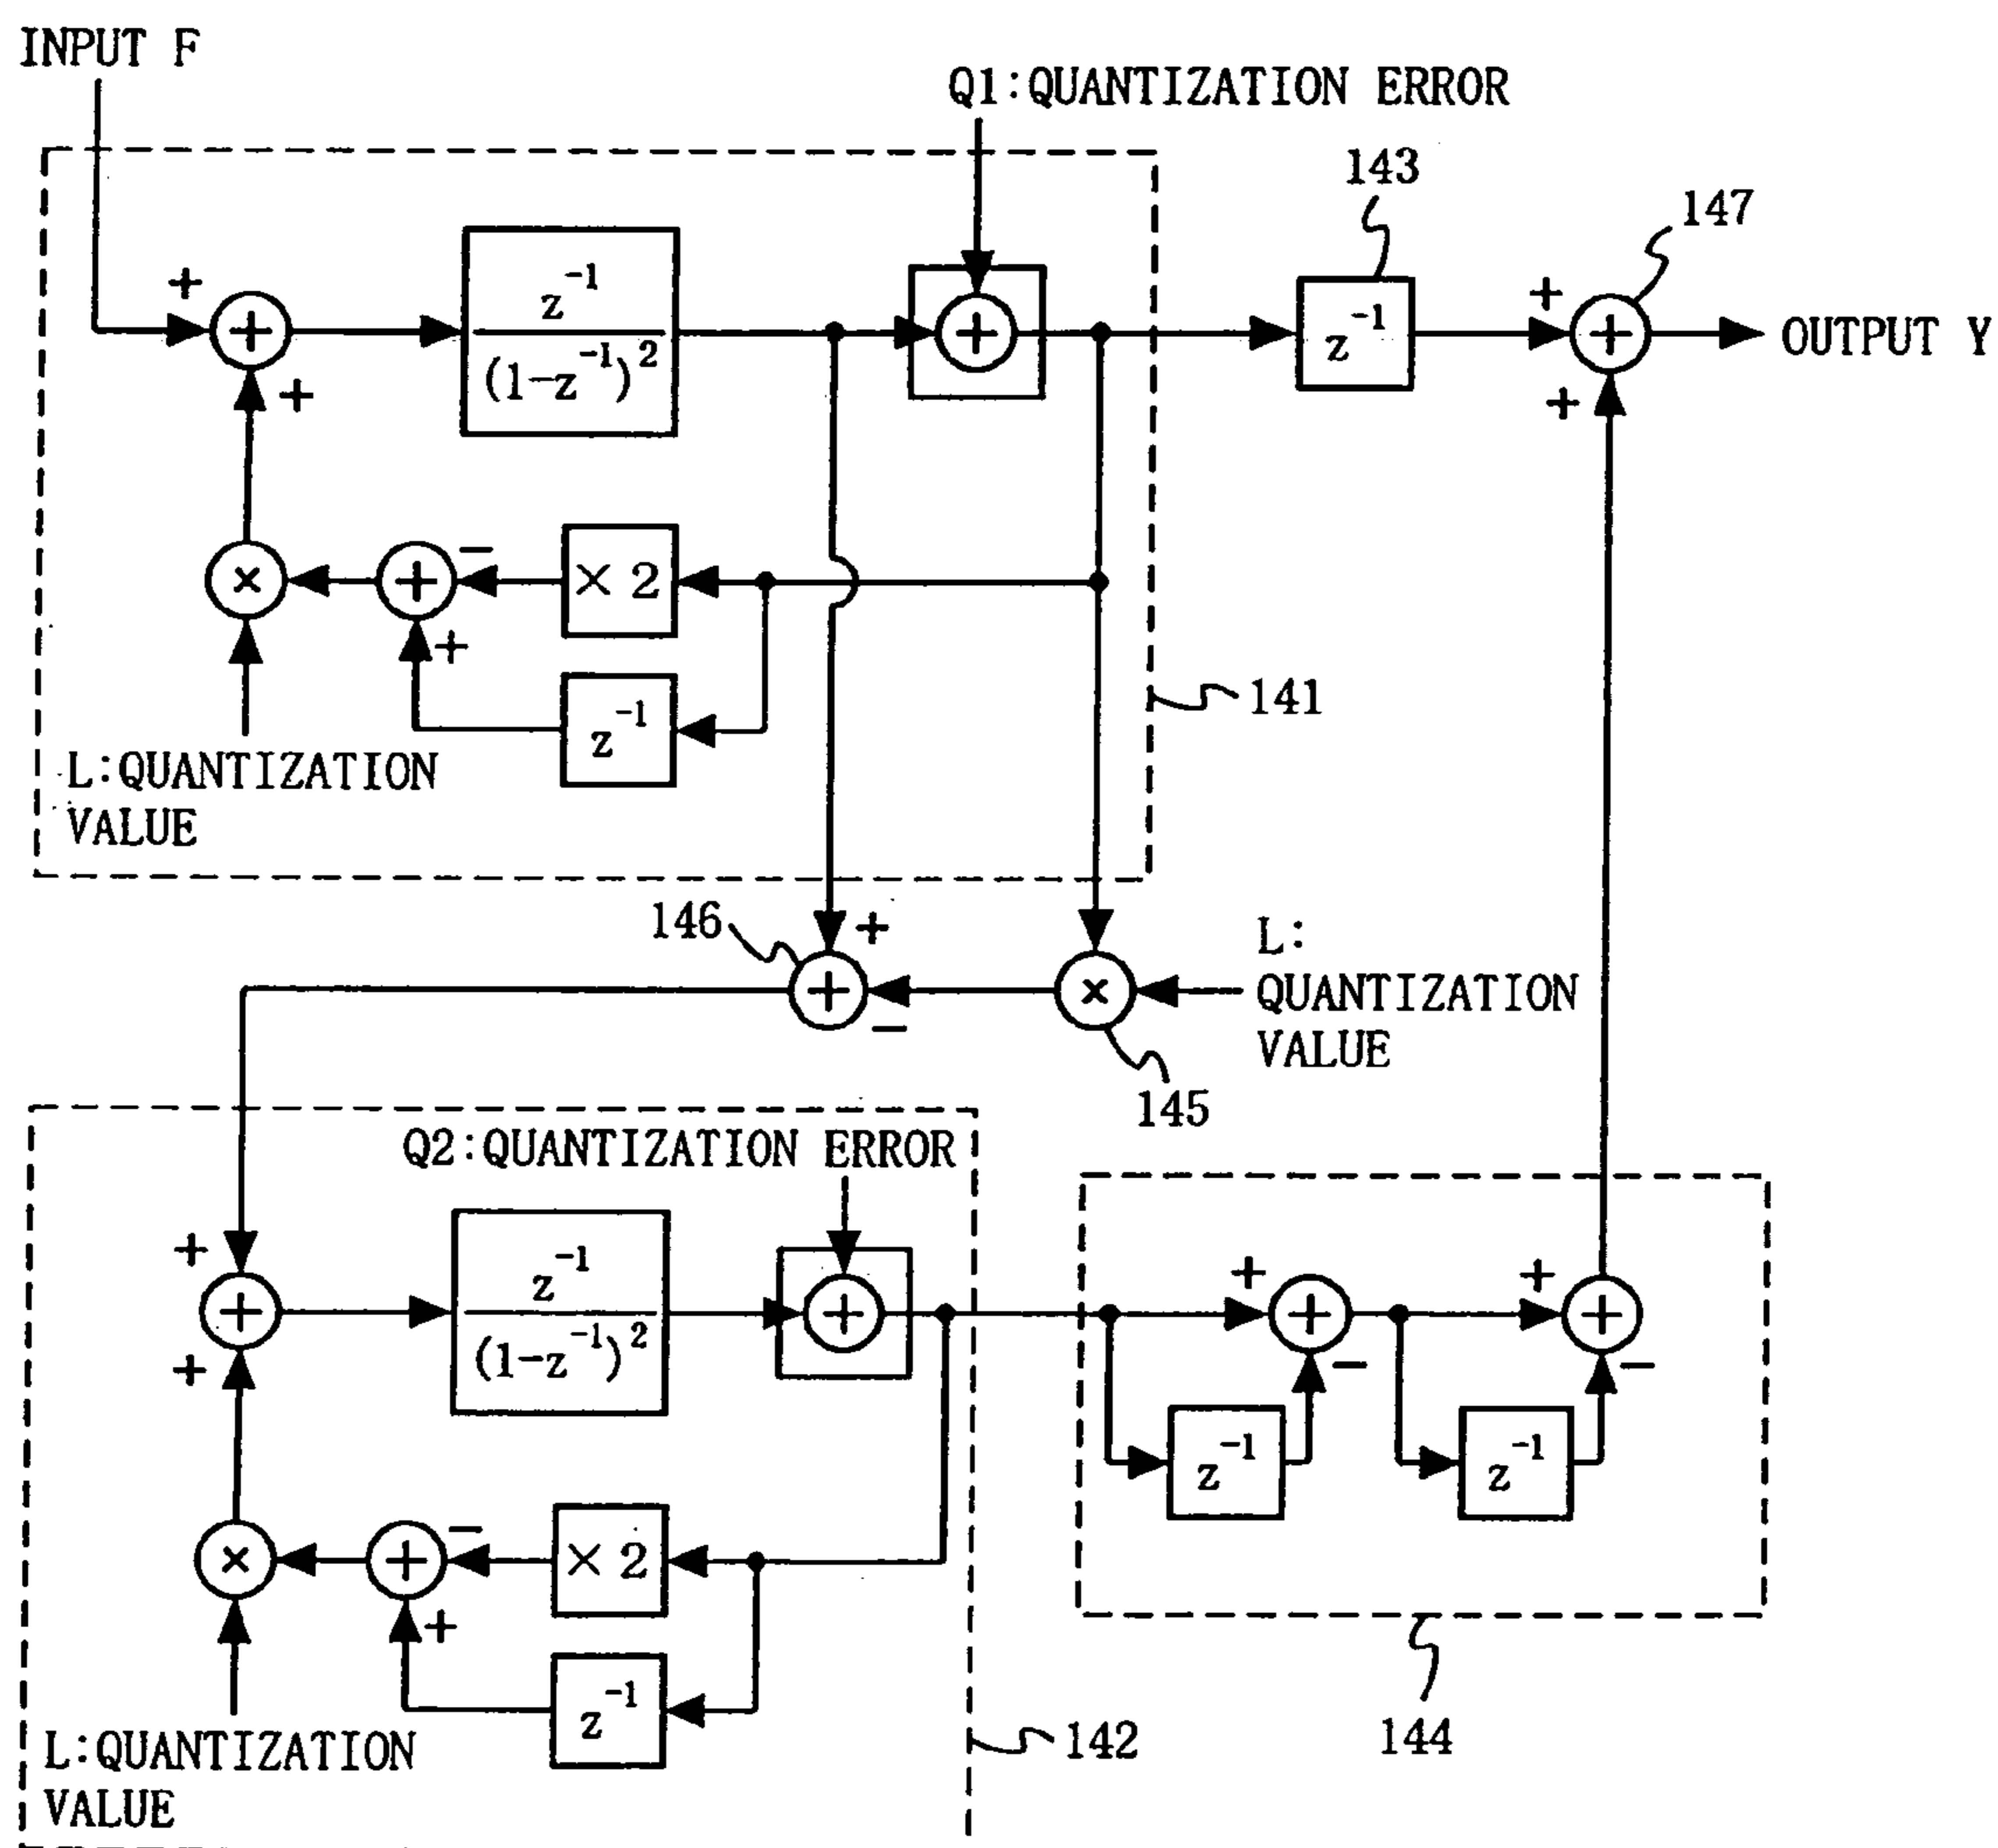 INPUT F
Q1:QUANTIZATION ERROR
143
147
z⁻¹
(1-z⁻¹)²
z⁻¹
OUTPUT Y
+
+
+
+
+
+
+
×
+
−
× 2
+
z⁻¹
141
L:QUANTIZATION
VALUE
146
+
+
−
×
L:
QUANTIZATION
VALUE
145
Q2:QUANTIZATION ERROR
+
+
+
z⁻¹
(1-z⁻¹)²
+
+
+
−
+
+
−
z⁻¹
z⁻¹
×
+
−
× 2
+
z⁻¹
142
144
L:QUANTIZATION
VALUE